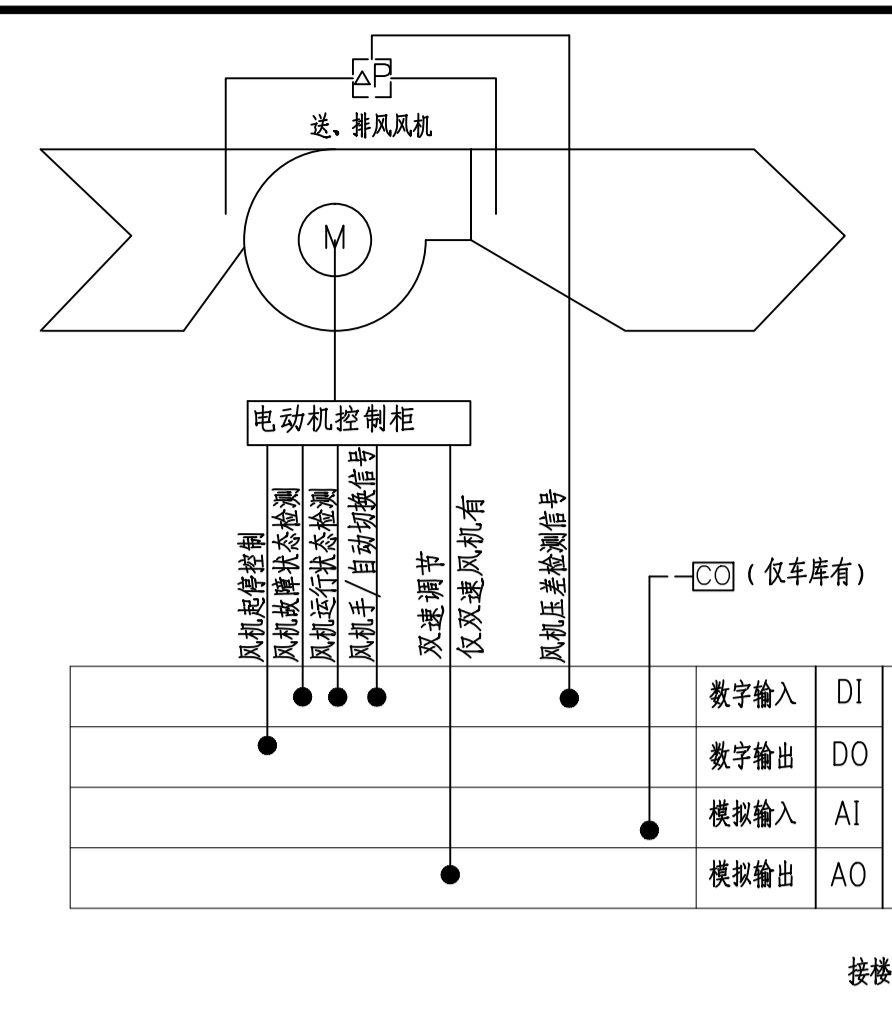 △P
送、排风风机
M
电动机控制柜
风机起停控制
风机故障状态检测
风机运行状态检测
风机手/自动切换信号
双速调节
仅双速风机有
风机压差检测信号
CO (仅车库有)
数字输入 DI
数字输出 DO
模拟输入 AI
模拟输出 AO
接楼